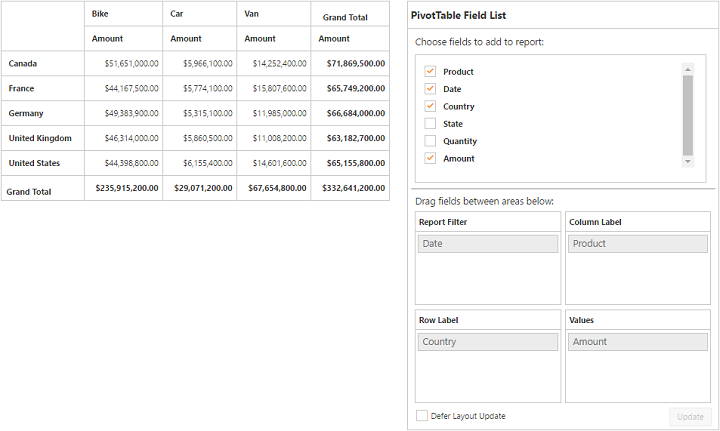 Bike Car Van Grand Total
Amount Amount Amount Amount
Canada $51,651,000.00 $5,966,100.00 $14,252,400.00 $71,869,500.00
France $44,167,500.00 $5,774,100.00 $15,807,600.00 $65,749,200.00
Germany $49,383,900.00 $5,315,100.00 $11,985,000.00 $66,684,000.00
United Kingdom $46,314,000.00 $5,860,500.00 $11,008,200.00 $63,182,700.00
United States $44,398,800.00 $6,155,400.00 $14,601,600.00 $65,155,800.00
Grand Total $235,915,200.00 $29,071,200.00 $67,654,800.00 $332,641,200.00
PivotTable Field List
Choose fields to add to report:
Product
Date
Country
State
Quantity
Amount
Drag fields between areas below:
Report Filter Column Label
Date Product
Row Label Values
Country Amount
Defer Layout Update Update